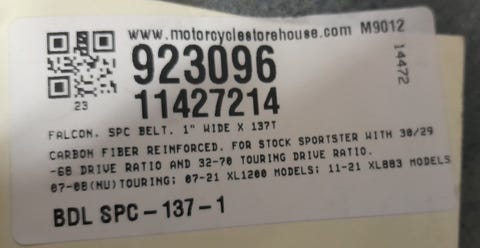 www.motorcyclestorehouse.com M9012
923096
11427214
14472
23
FALCON, SPC BELT. 1" WIDE X 137T
CARBON FIBER REINFORCED. FOR STOCK SPORTSTER WITH 30/29
-68 DRIVE RATIO AND 32-70 TOURING DRIVE RATIO.
07-08(NU)TOURING; 07-21 XL1200 MODELS; 11-21 XL883 MODELS
BDL SPC-137-1